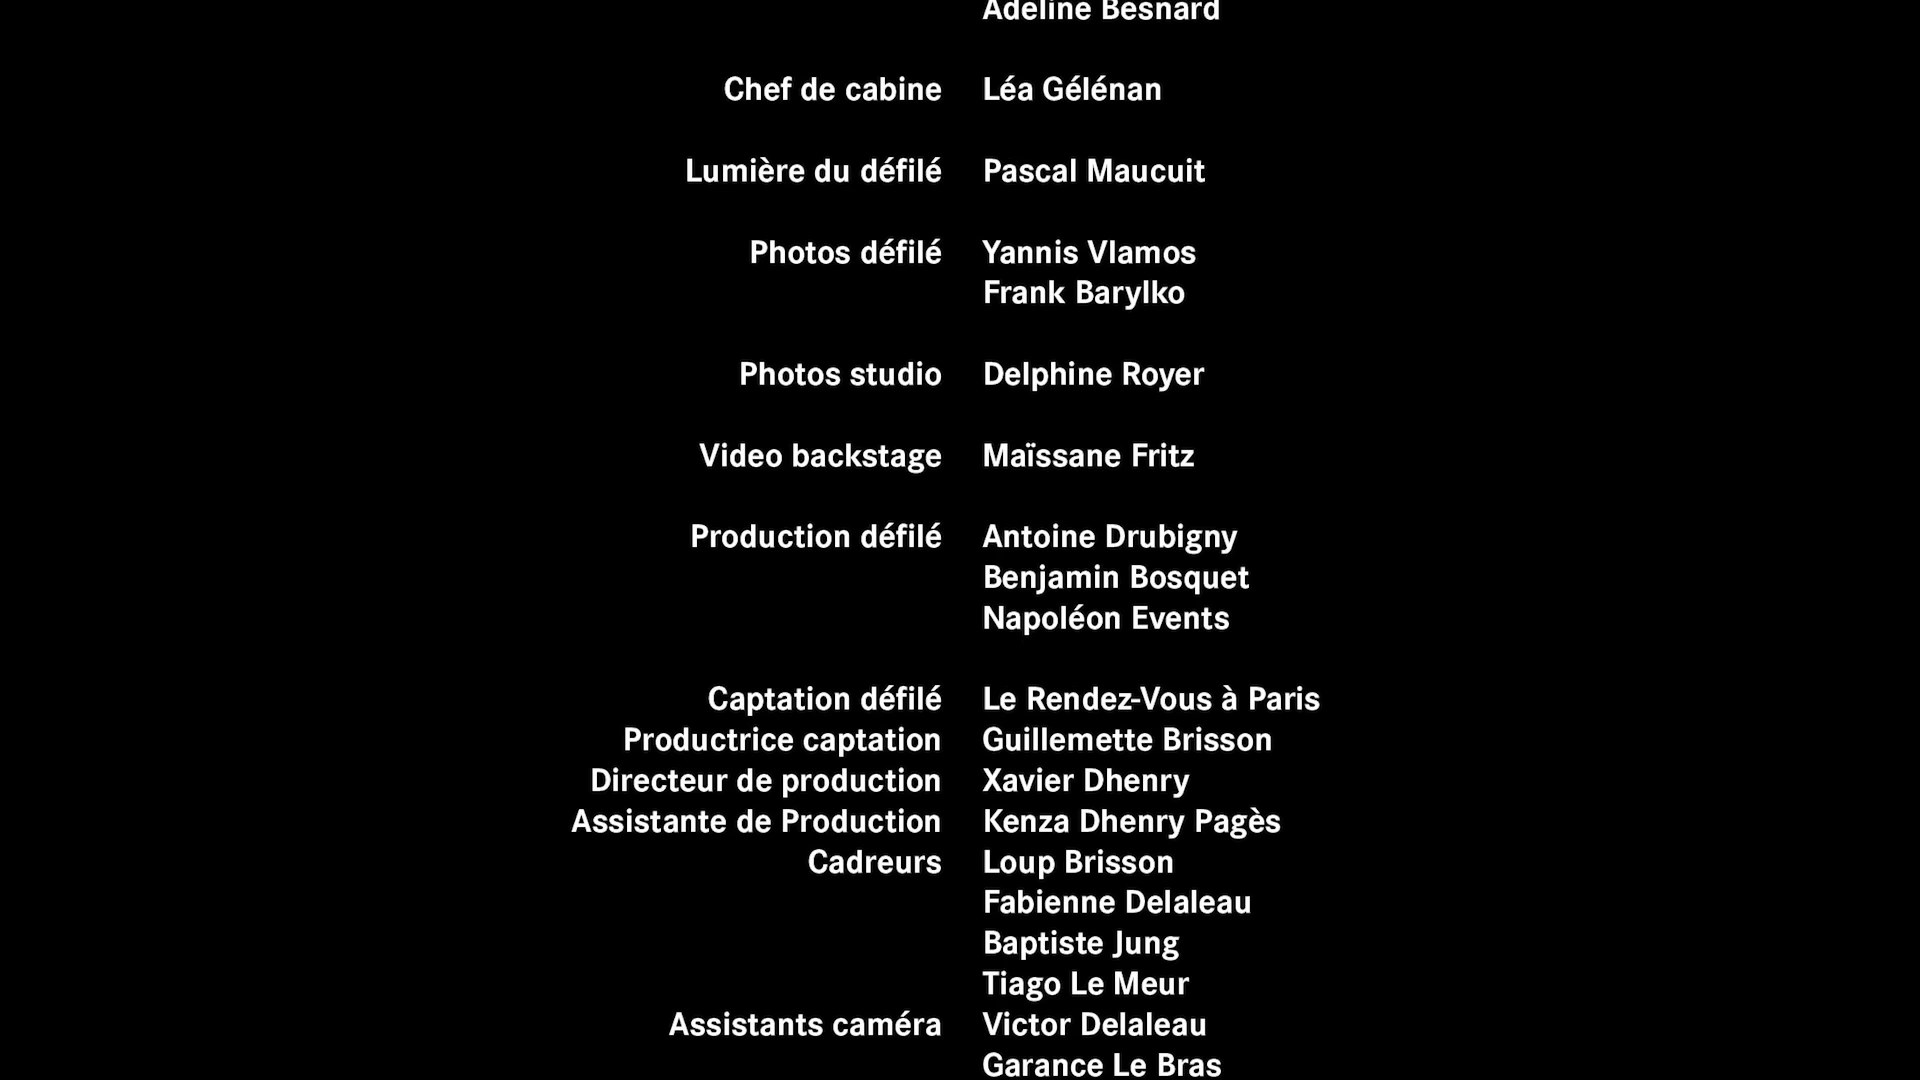 Adeline Besnard
Chef de cabine Léa Gélénan
Lumière du défilé Pascal Maucuit
Photos défilé Yannis Vlamos
Frank Barylko
Photos studio Delphine Royer
Video backstage Maïssane Fritz
Production défilé Antoine Drubigny
Benjamin Bosquet
Napoléon Events
Captation défilé Le Rendez-Vous à Paris
Productrice captation Guillemette Brisson
Directeur de production Xavier Dhenry
Assistante de Production Kenza Dhenry Pagès
Cadreurs Loup Brisson
Fabienne Delaleau
Baptiste Jung
Tiago Le Meur
Assistants caméra Victor Delaleau
Garance Le Bras